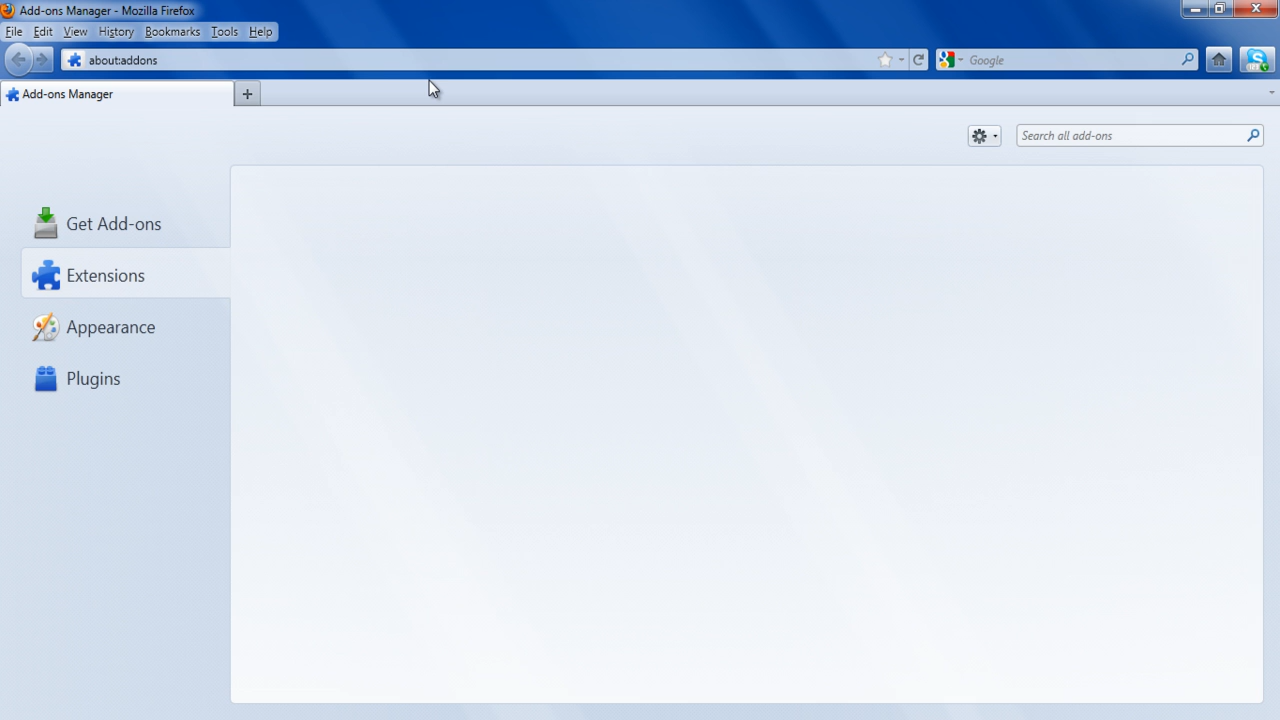 Add-ons Manager - Mozilla Firefox
File Edit View History Bookmarks Tools Help
about:addons
Google
Add-ons Manager
Search all add-ons
Get Add-ons
Extensions
Appearance
Plugins